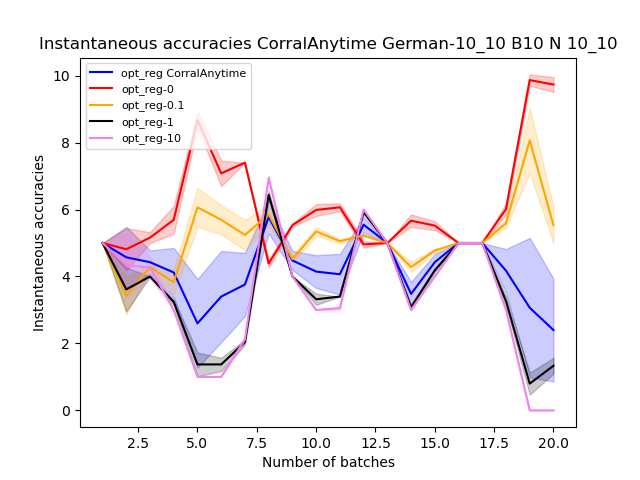 Instantaneous accuracies CorralAnytime German-10_10 B10 N 10_10
opt_reg CorralAnytime
opt_reg-0
opt_reg-0.1
opt_reg-1
opt_reg-10
Instantaneous accuracies
10
8
6
4
2
0
2.5 5.0 7.5 10.0 12.5 15.0 17.5 20.0
Number of batches